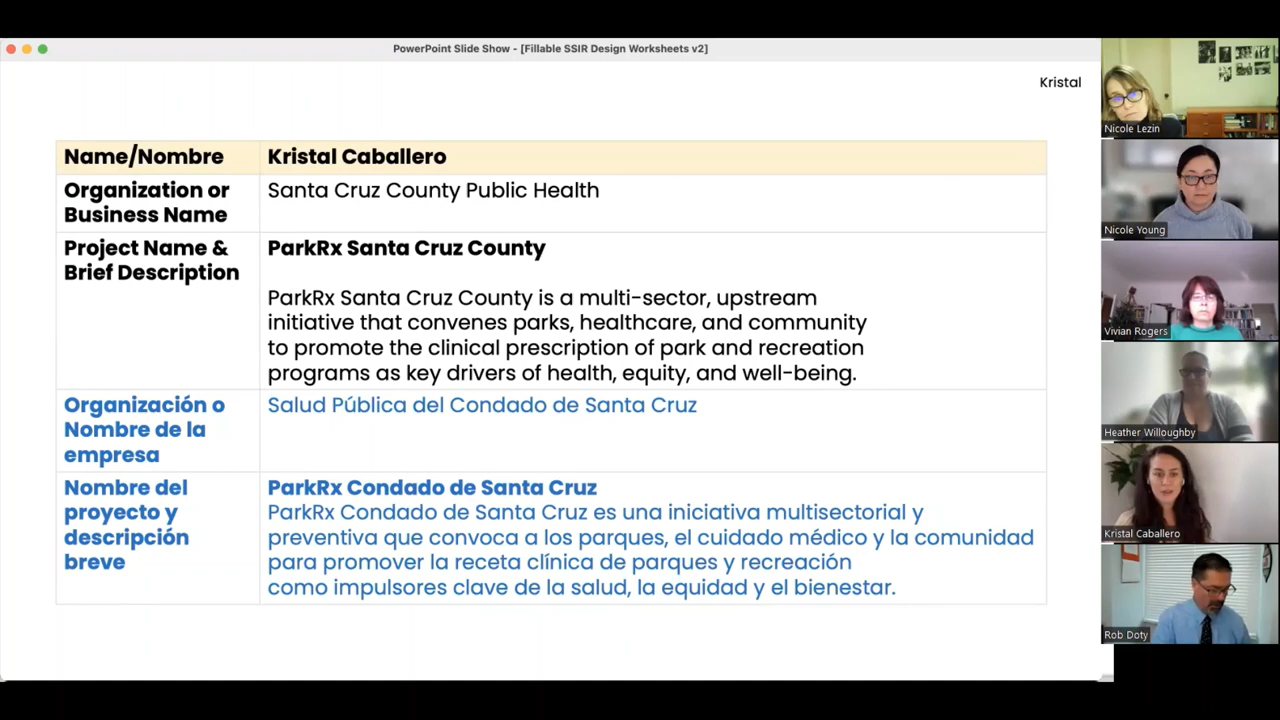 PowerPoint Slide Show - [Fillable SSIR Design Worksheets v2]
Kristal
Name/Nombre
Kristal Caballero
Organization or
Business Name
Santa Cruz County Public Health
Project Name &
Brief Description
ParkRx Santa Cruz County
ParkRx Santa Cruz County is a multi-sector, upstream
initiative that convenes parks, healthcare, and community
to promote the clinical prescription of park and recreation
programs as key drivers of health, equity, and well-being.
Organización o
Nombre de la
empresa
Salud Pública del Condado de Santa Cruz
Nombre del
proyecto y
descripción
breve
ParkRx Condado de Santa Cruz
ParkRx Condado de Santa Cruz es una iniciativa multisectorial y
preventiva que convoca a los parques, el cuidado médico y la comunidad
para promover la receta clínica de parques y recreación
como impulsores clave de la salud, la equidad y el bienestar.
Nicole Lezin
Nicole Young
Vivian Rogers
Heather Willoughby
Kristal Caballero
Rob Doty